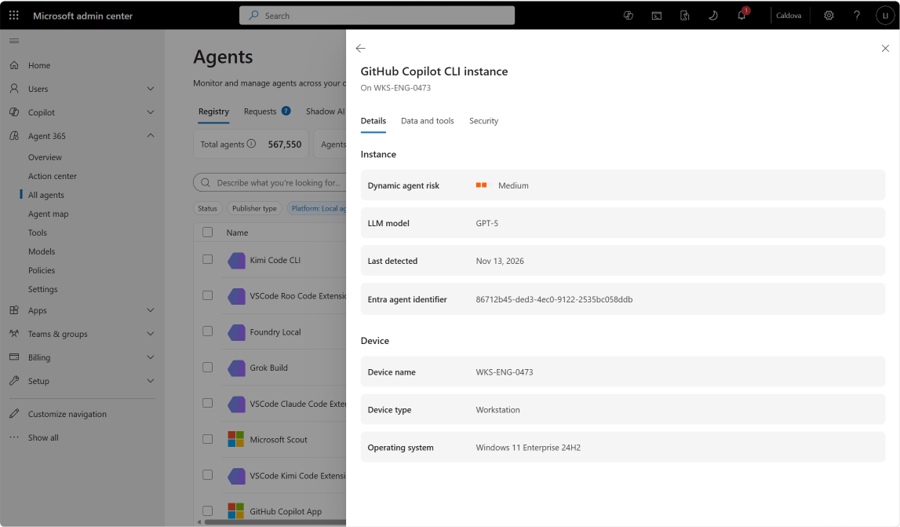 Microsoft admin center
Search
1
Caldova
LJ
Home
Users
Copilot
Agent 365
Overview
Action center
All agents
Agent map
Tools
Models
Policies
Settings
Apps
Teams & groups
Billing
Setup
Customize navigation
Show all
Agents
Monitor and manage agents across your
Registry
Requests 7
Shadow AI
Total agents 567,550
Agents
Describe what you're looking for...
Status
Publisher type
Platform: Local
Name
Kimi Code CLI
VSCode Roo Code Extensio
Foundry Local
Grok Build
VSCode Claude Code Exte
Microsoft Scout
VSCode Kimi Code Extensi
GitHub Copilot App
GitHub Copilot CLI instance
On WKS-ENG-0473
Details
Data and tools
Security
Instance
Dynamic agent risk Medium
LLM model GPT-5
Last detected Nov 13, 2026
Entra agent identifier 86712b45-ded3-4ec0-9122-2535bc058ddb
Device
Device name WKS-ENG-0473
Device type Workstation
Operating system Windows 11 Enterprise 24H2